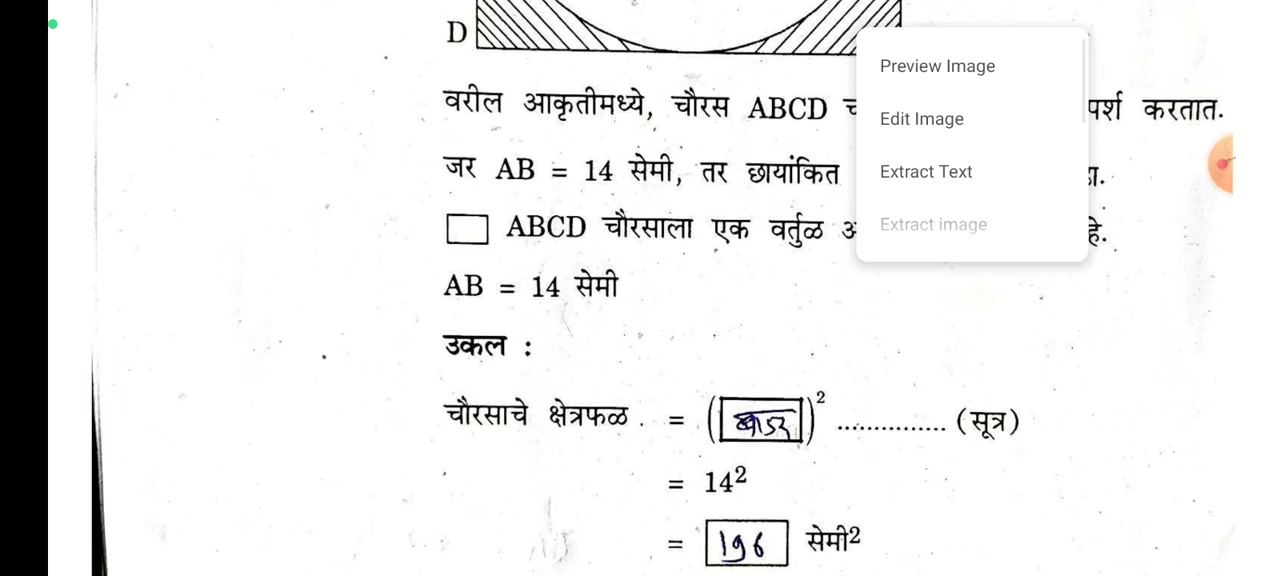 D
Preview Image
वरील आकृतीमध्ये, चौरस ABCD पर्श करतात.
Edit Image
जर AB = 14 सेमी, तर छायांकित
Extract Text
ABCD चौरसाला एक वर्तुळ
Extract image
हे.
AB = 14 सेमी
उकल :
चौरसाचे क्षेत्रफळ = (बाजू)² .............. (सूत्र)
= 14²
= 196 सेमी²